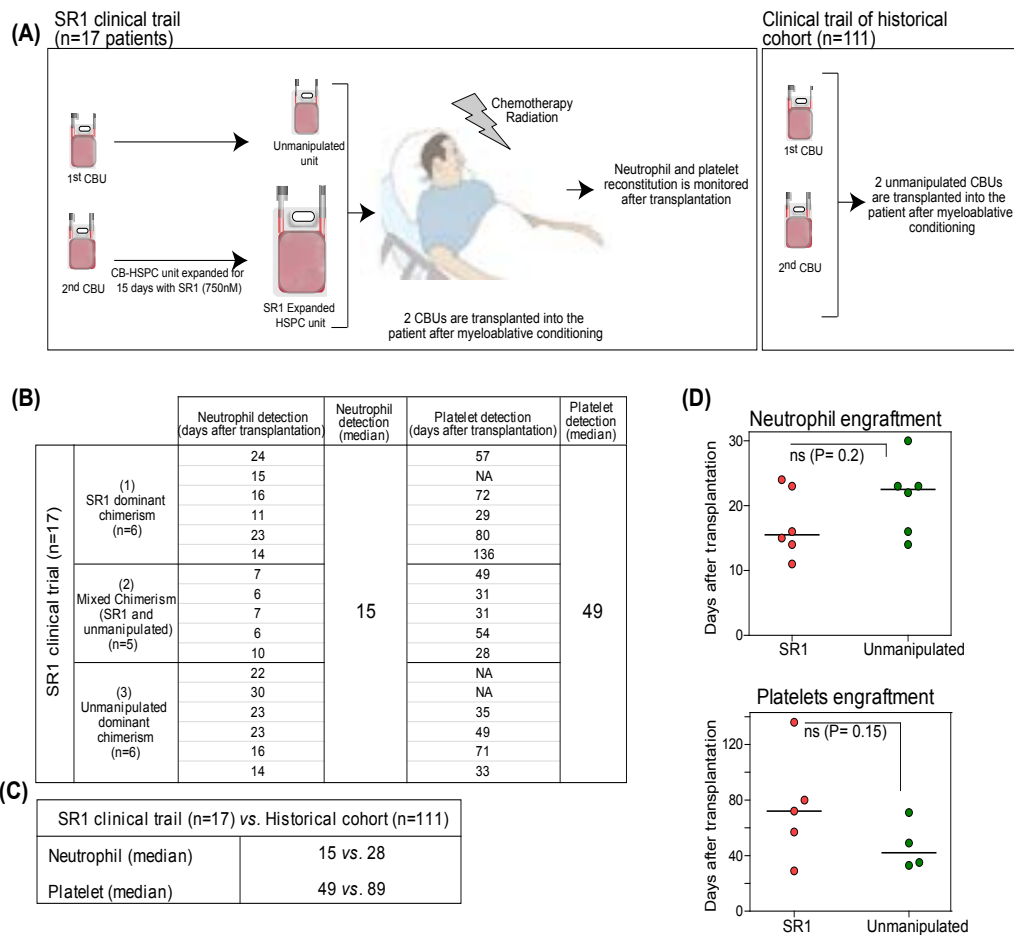 (A)
SR1 clinical trail
(n=17 patients)
1st CBU
Unmanipulated
unit
2nd CBU
CB-HSPC unit expanded for
15 days with SR1 (750nM)
SR1 Expanded
HSPC unit
Chemotherapy
Radiation
2 CBUs are transplanted into the
patient after myeloablative conditioning
Neutrophil and platelet
reconstitution is monitored
after transplantation
Clinical trail of historical
cohort (n=111)
1st CBU
2nd CBU
2 unmanipulated CBUs
are transplanted into the
patient after myeloablative
conditioning
(B)
Neutrophil detection
(days after transplantation)
Neutrophil
detection
(median)
Platelet detection
(days after transplantation)
Platelet
detection
(median)
SR1 clinical trial (n=17)
(1)
SR1 dominant
chimerism
(n=6)
24 57
15 NA
16 72
11 29
23 80
14 136
(2)
Mixed Chimerism
(SR1 and
unmanipulated)
(n=5)
7 49
6 31
7 31
6 54
10 28
(3)
Unmanipulated
dominant
chimerism
(n=6)
22 NA
30 NA
23 35
23 49
16 71
14 33
15
49
(C)
SR1 clinical trail (n=17) vs. Historical cohort (n=111)
Neutrophil (median) 15 vs. 28
Platelet (median) 49 vs. 89
(D)
Neutrophil engraftment
Days after transplantation
30
20
10
0
ns (P= 0.2)
SR1 Unmanipulated
Platelets engraftment
Days after transplantation
120
80
40
0
ns (P= 0.15)
SR1 Unmanipulated